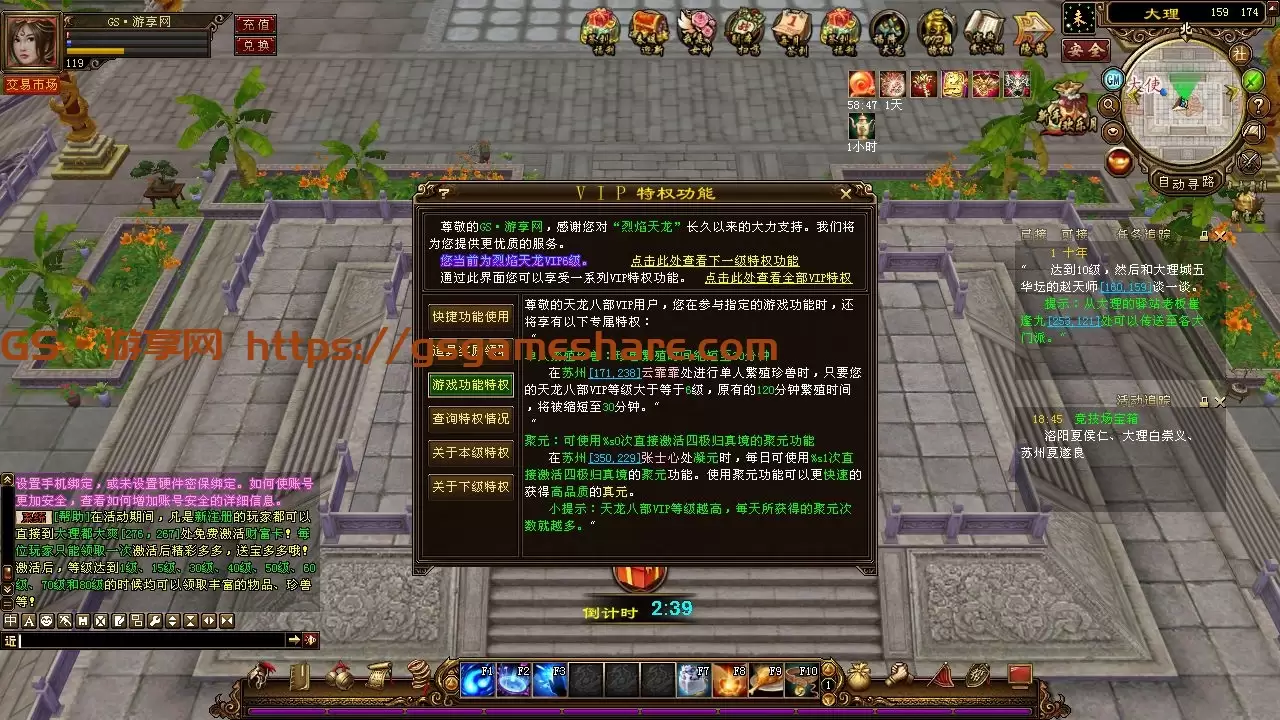 GS·游享网
充值
兑换
119
交易市场
大理 159 174
北
未
安全
社
GM
大使
自动寻路
58:47 1天
1小时
VIP特权功能
尊敬的GS·游享网，感谢您对“烈焰天龙”长久以来的大力支持。我们将
为您提供更优质的服务。
您当前为烈焰天龙VIP6级。 点击此处查看下一级特权功能
通过此界面您可以享受一系列VIP特权功能。 点击此处查看全部VIP特权
快捷功能使用
游戏功能特权
查询特权情况
关于本级特权
关于下级特权
尊敬的天龙八部VIP用户，您在参与指定的游戏功能时，还
将享有以下专属特权：
在苏州[171,238]云霏霏处进行单人繁殖珍兽时，只要您
的天龙八部VIP等级大于等于6级，原有的120分钟繁殖时间
，将被缩短至30分钟。“
“
聚元：可使用%s0次直接激活四极归真境的聚元功能
在苏州[350,229]张士心处凝元时，每日可使用%s1次直
接激活四极归真境的聚元功能。使用聚元功能可以更快速的
获得高品质的真元。
小提示：天龙八部VIP等级越高，每天所获得的聚元次
数就越多。“
GS·游享网 https://gsgameshare.com
可接 任务追踪
1 十年
“ 达到10级，然后和大理城五
华坛的赵天师[160,159]谈一谈。
提示：从大理的驿站老板崔
逢九[253,121]处可以传送至各大
门派。“
活动追踪
18:45 竞技场宝箱
洛阳夏侯仁、大理白崇义、
苏州夏遂良
设置手机绑定，或未设置硬件密保绑定。如何使账号
更加安全，查看如何增加账号安全的详细信息。
[帮助]在活动期间，凡是新注册的玩家都可以
直接到大理都大爽[276, 267]处免费激活财富卡！每
位玩家只能领取一次激活后精彩多多，送宝多多哦！
激活后，等级达到1级、15级、30级、40级、50级、60
级、70级和80级的时候均可以领取丰富的物品、珍兽
等！
近
倒计时 2:39
F1 F2 F3 F7 F8 F9 F10
1